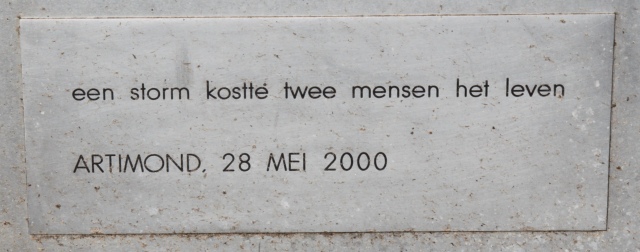 een storm kostte twee mensen het leven
ARTIMOND, 28 MEI 2000